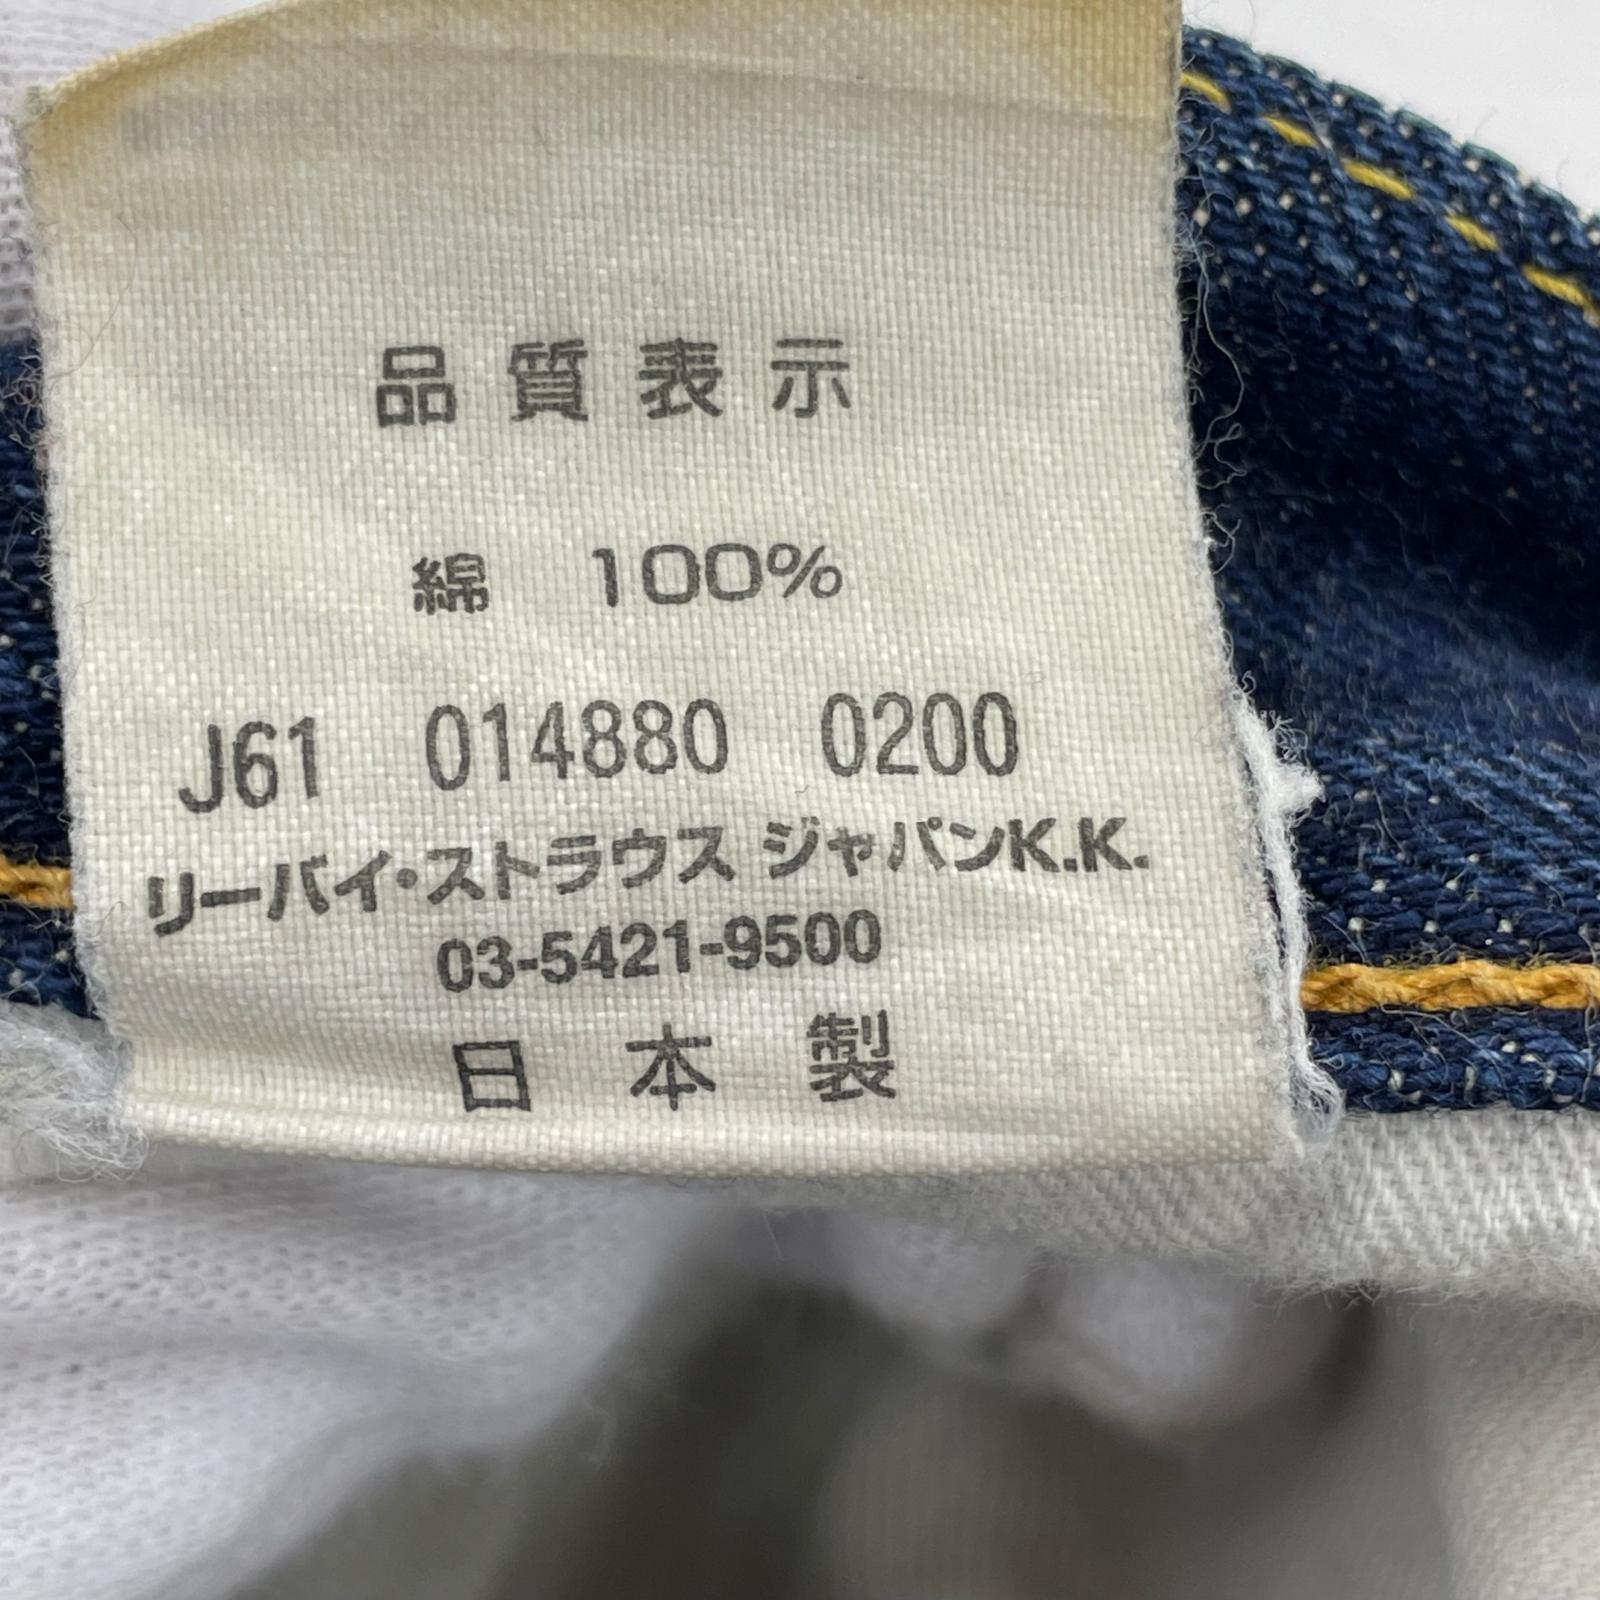 品質表示
綿 100%
J61 014880 0200
リーバイ・ストラウス ジャパンK.K.
03-5421-9500
日本製